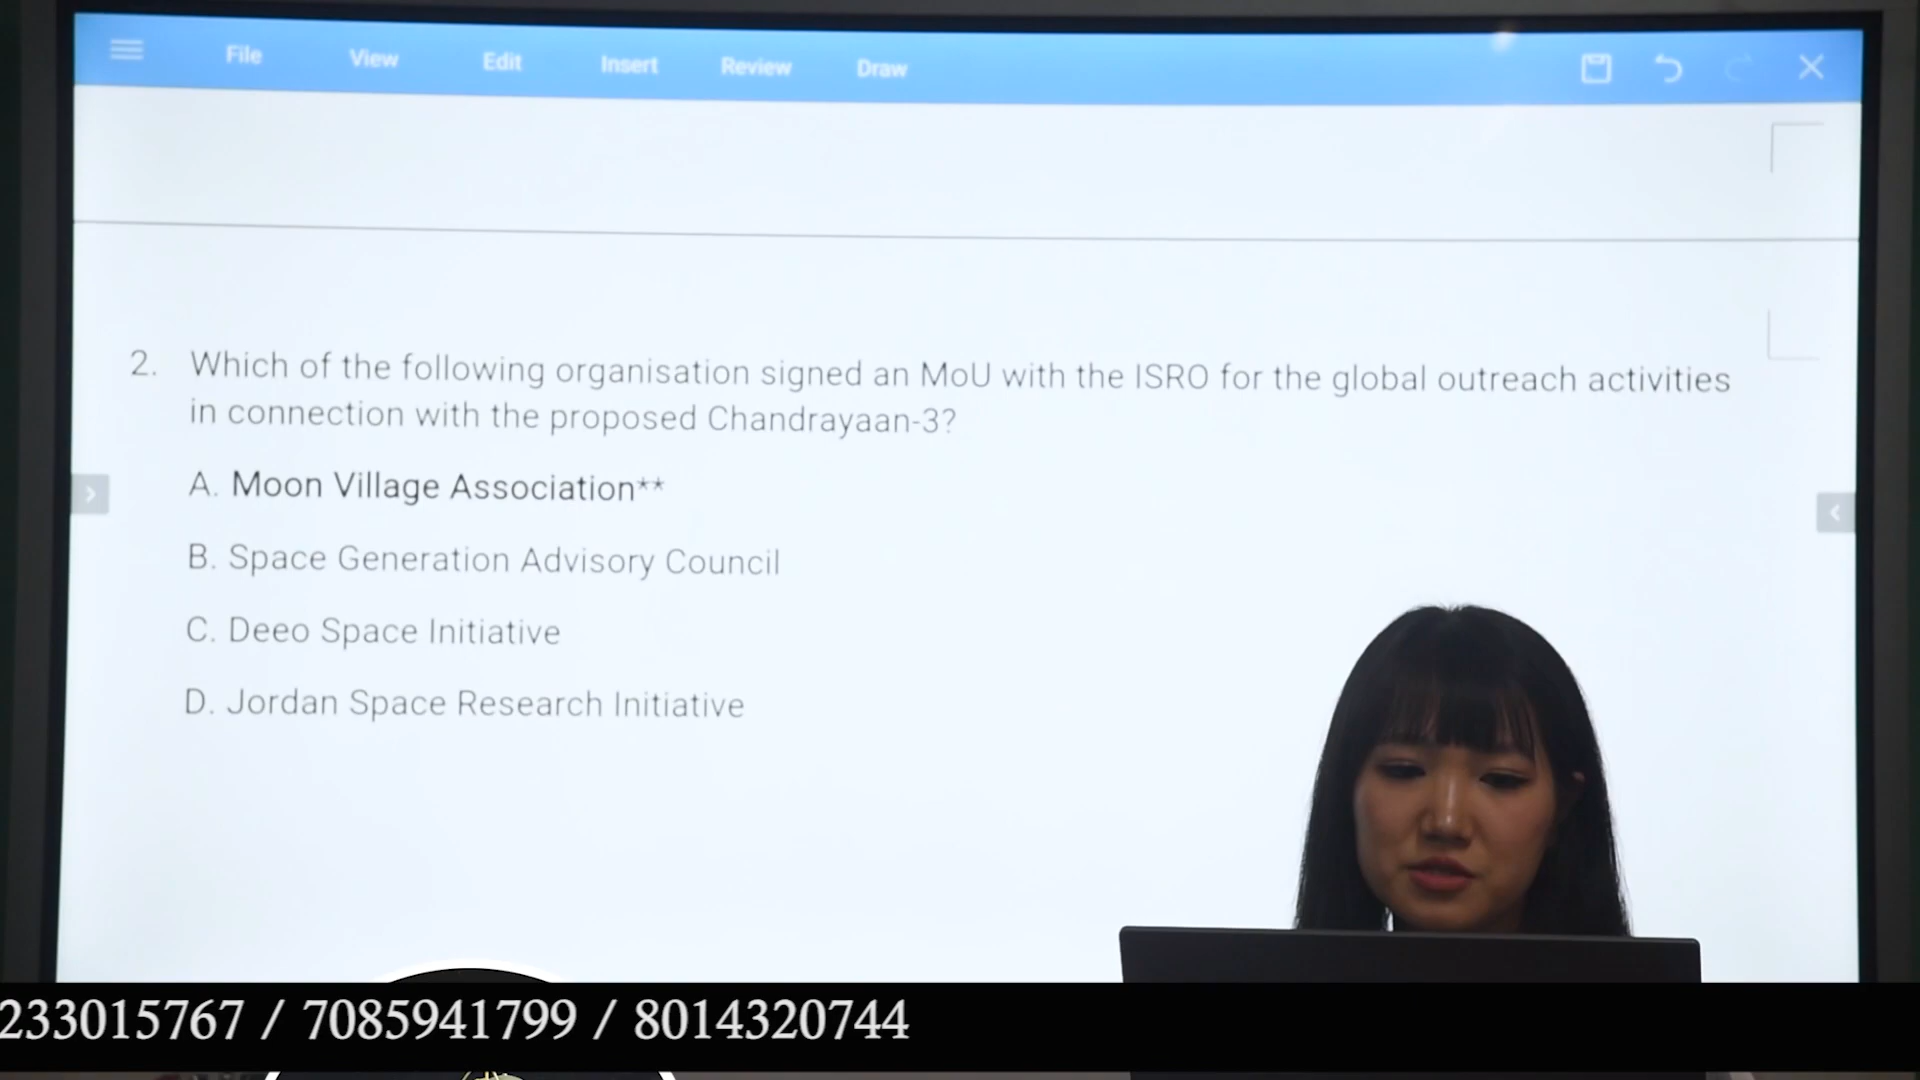 File View Edit Insert Review Draw
2. Which of the following organisation signed an MoU with the ISRO for the global outreach activities
in connection with the proposed Chandrayaan-3?
A. Moon Village Association**
B. Space Generation Advisory Council
C. Deeo Space Initiative
D. Jordan Space Research Initiative
233015767 / 7085941799 / 8014320744